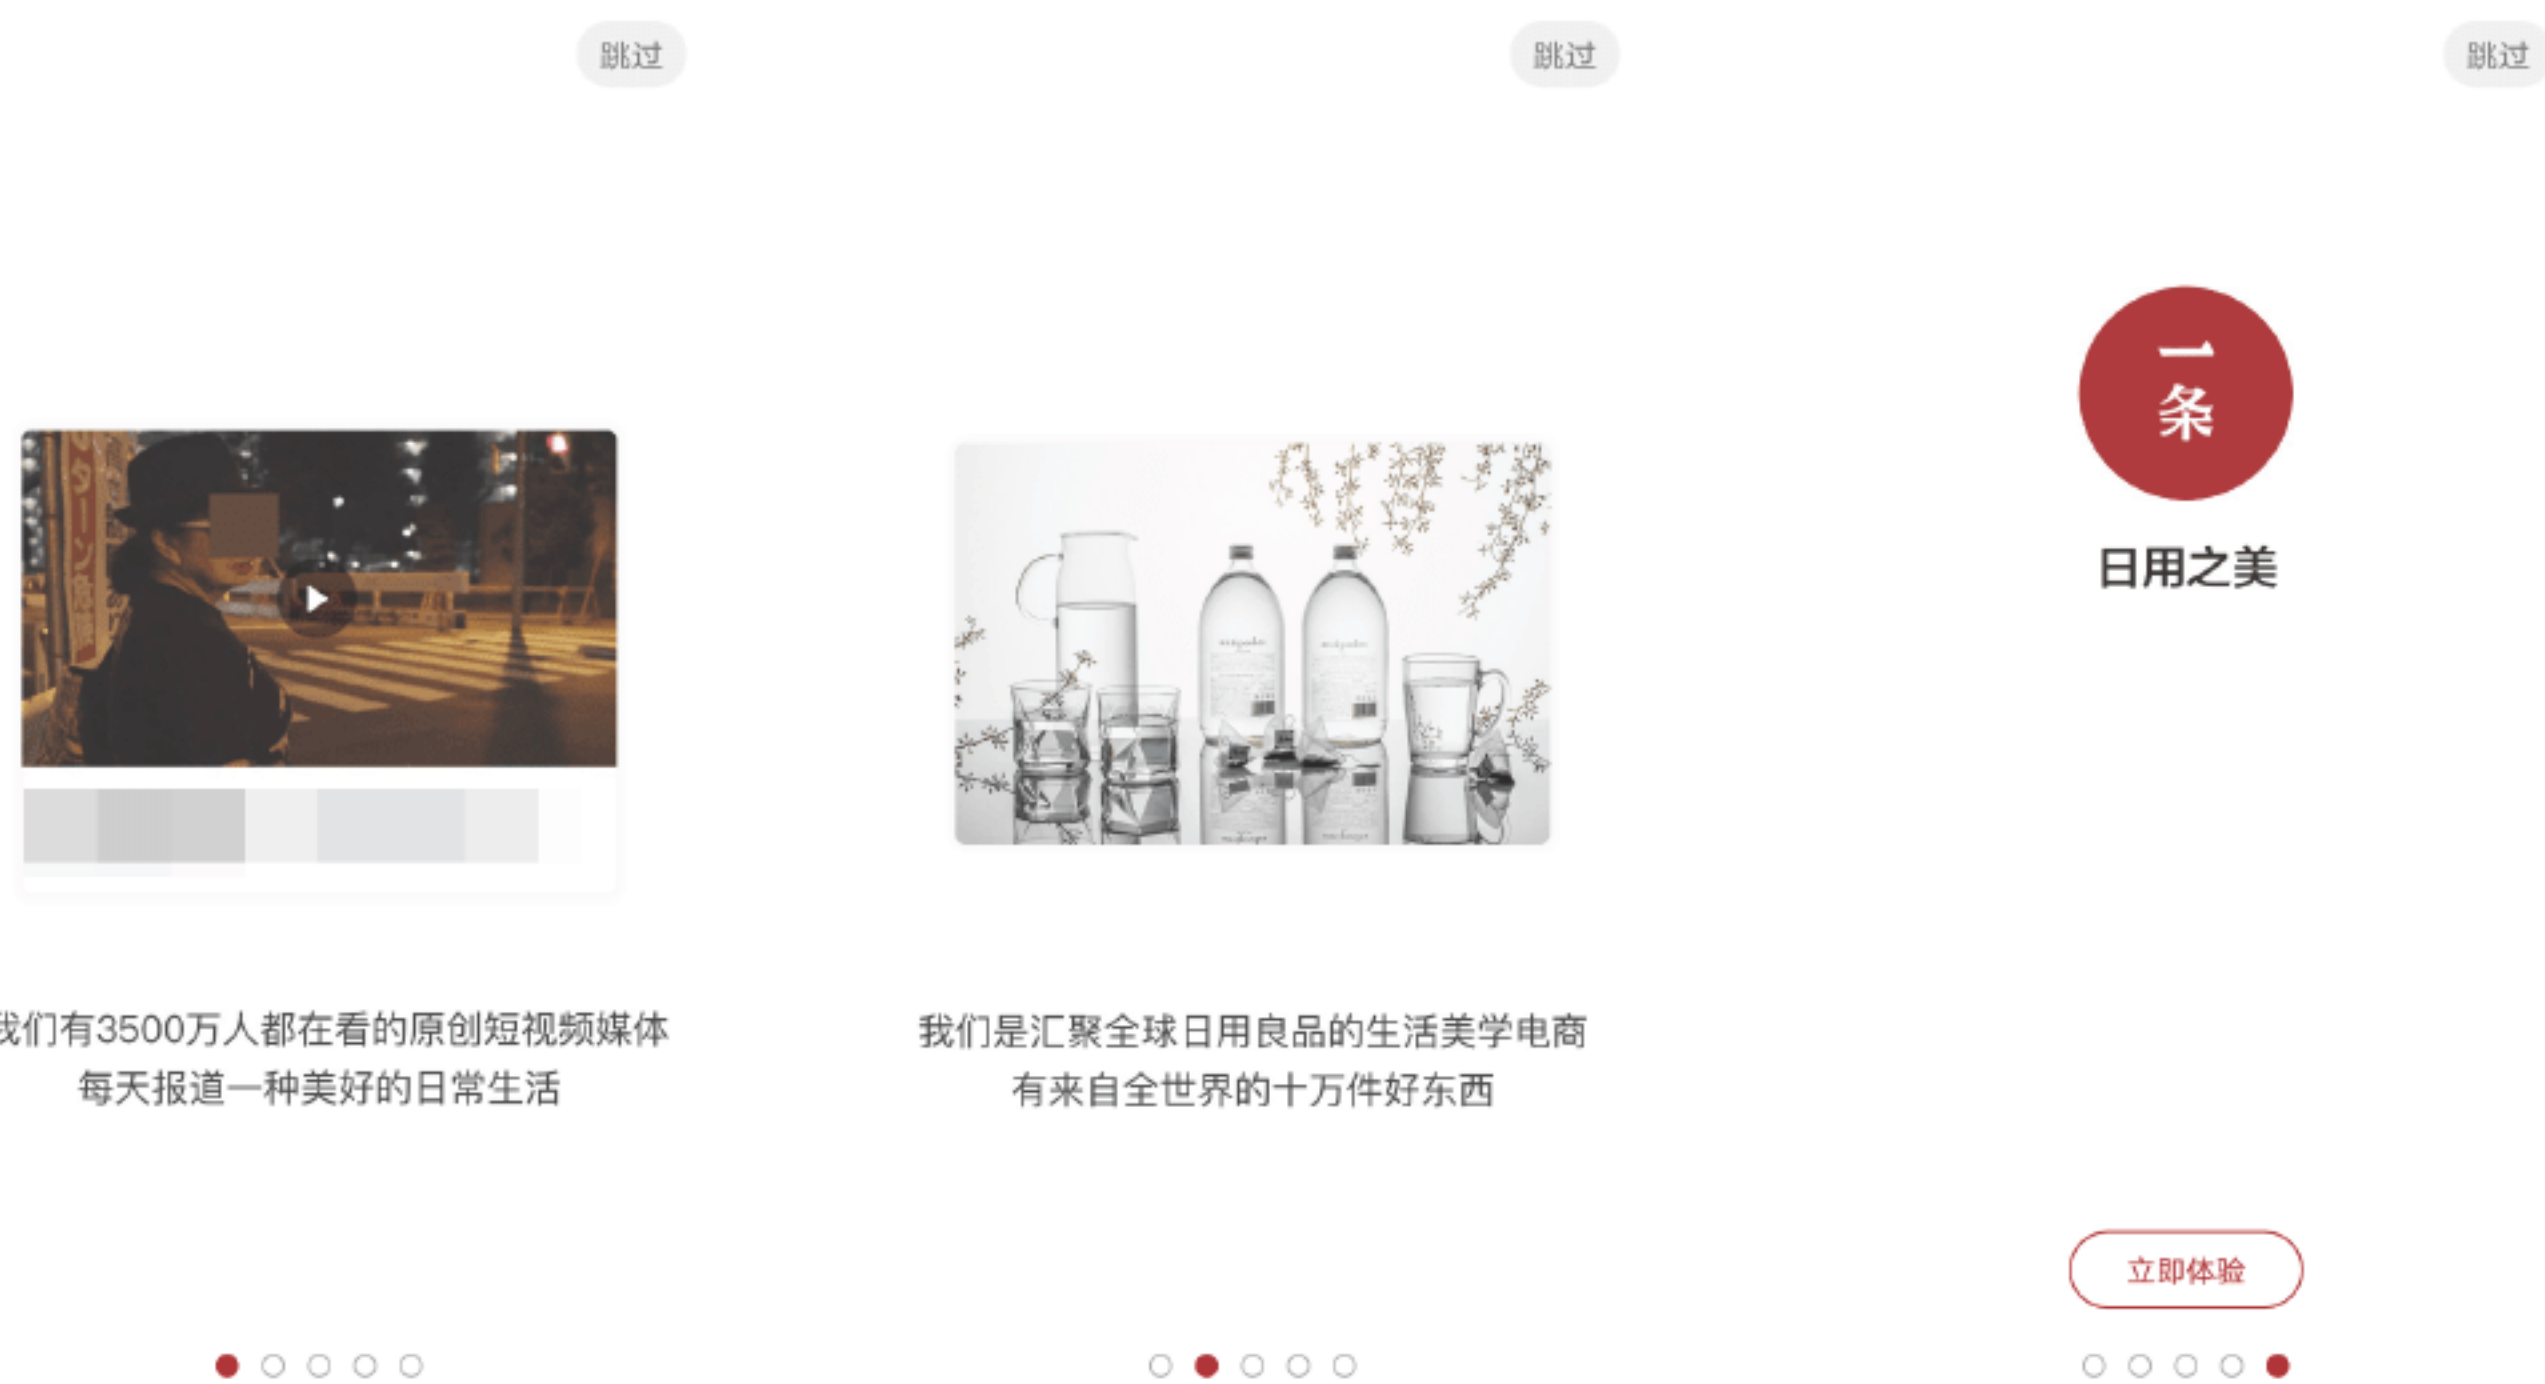 跳过
ターン
我们有3500万人都在看的原创短视频媒体
每天报道一种美好的日常生活
跳过
我们是汇聚全球日用良品的生活美学电商
有来自全世界的十万件好东西
跳过
一
条
日用之美
立即体验